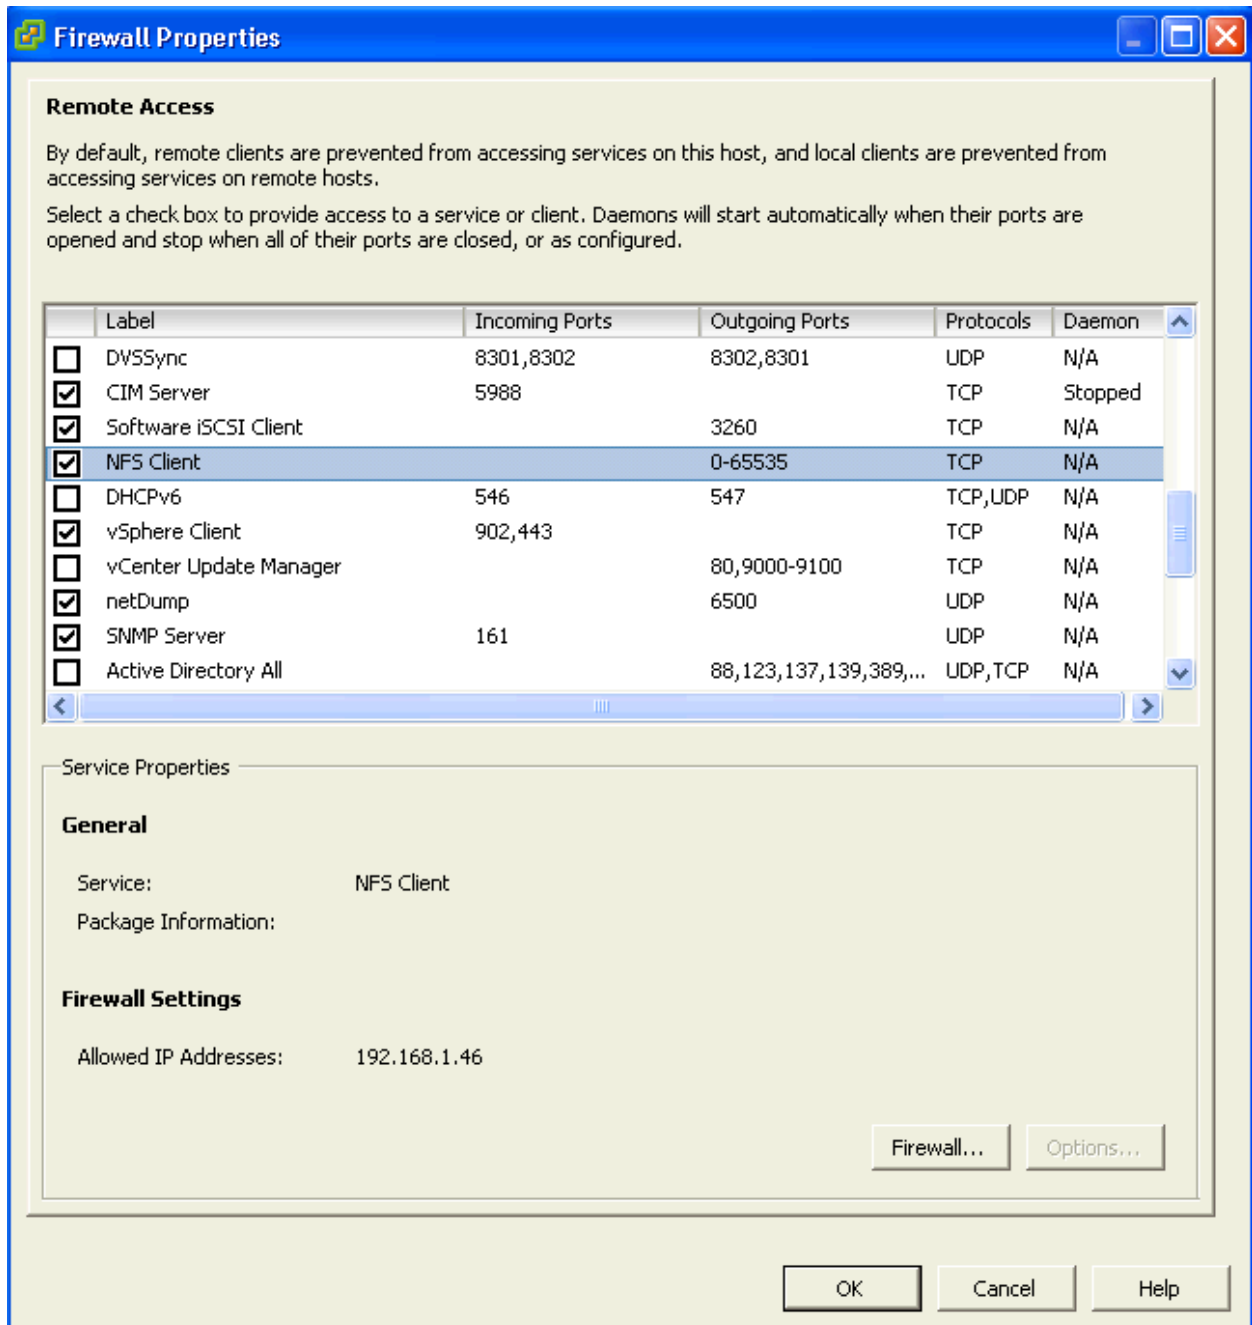 Firewall Properties
Remote Access
By default, remote clients are prevented from accessing services on this host, and local clients are prevented from
accessing services on remote hosts.
Select a check box to provide access to a service or client. Daemons will start automatically when their ports are
opened and stop when all of their ports are closed, or as configured.
Label Incoming Ports Outgoing Ports Protocols Daemon
DVSSync 8301,8302 8302,8301 UDP N/A
CIM Server 5988 TCP Stopped
Software iSCSI Client 3260 TCP N/A
NFS Client 0-65535 TCP N/A
DHCPv6 546 547 TCP,UDP N/A
vSphere Client 902,443 TCP N/A
vCenter Update Manager 80,9000-9100 TCP N/A
netDump 6500 UDP N/A
SNMP Server 161 UDP N/A
Active Directory All 88,123,137,139,389,... UDP,TCP N/A
Service Properties
General
Service: NFS Client
Package Information:
Firewall Settings
Allowed IP Addresses: 192.168.1.46
Firewall... Options...
OK Cancel Help